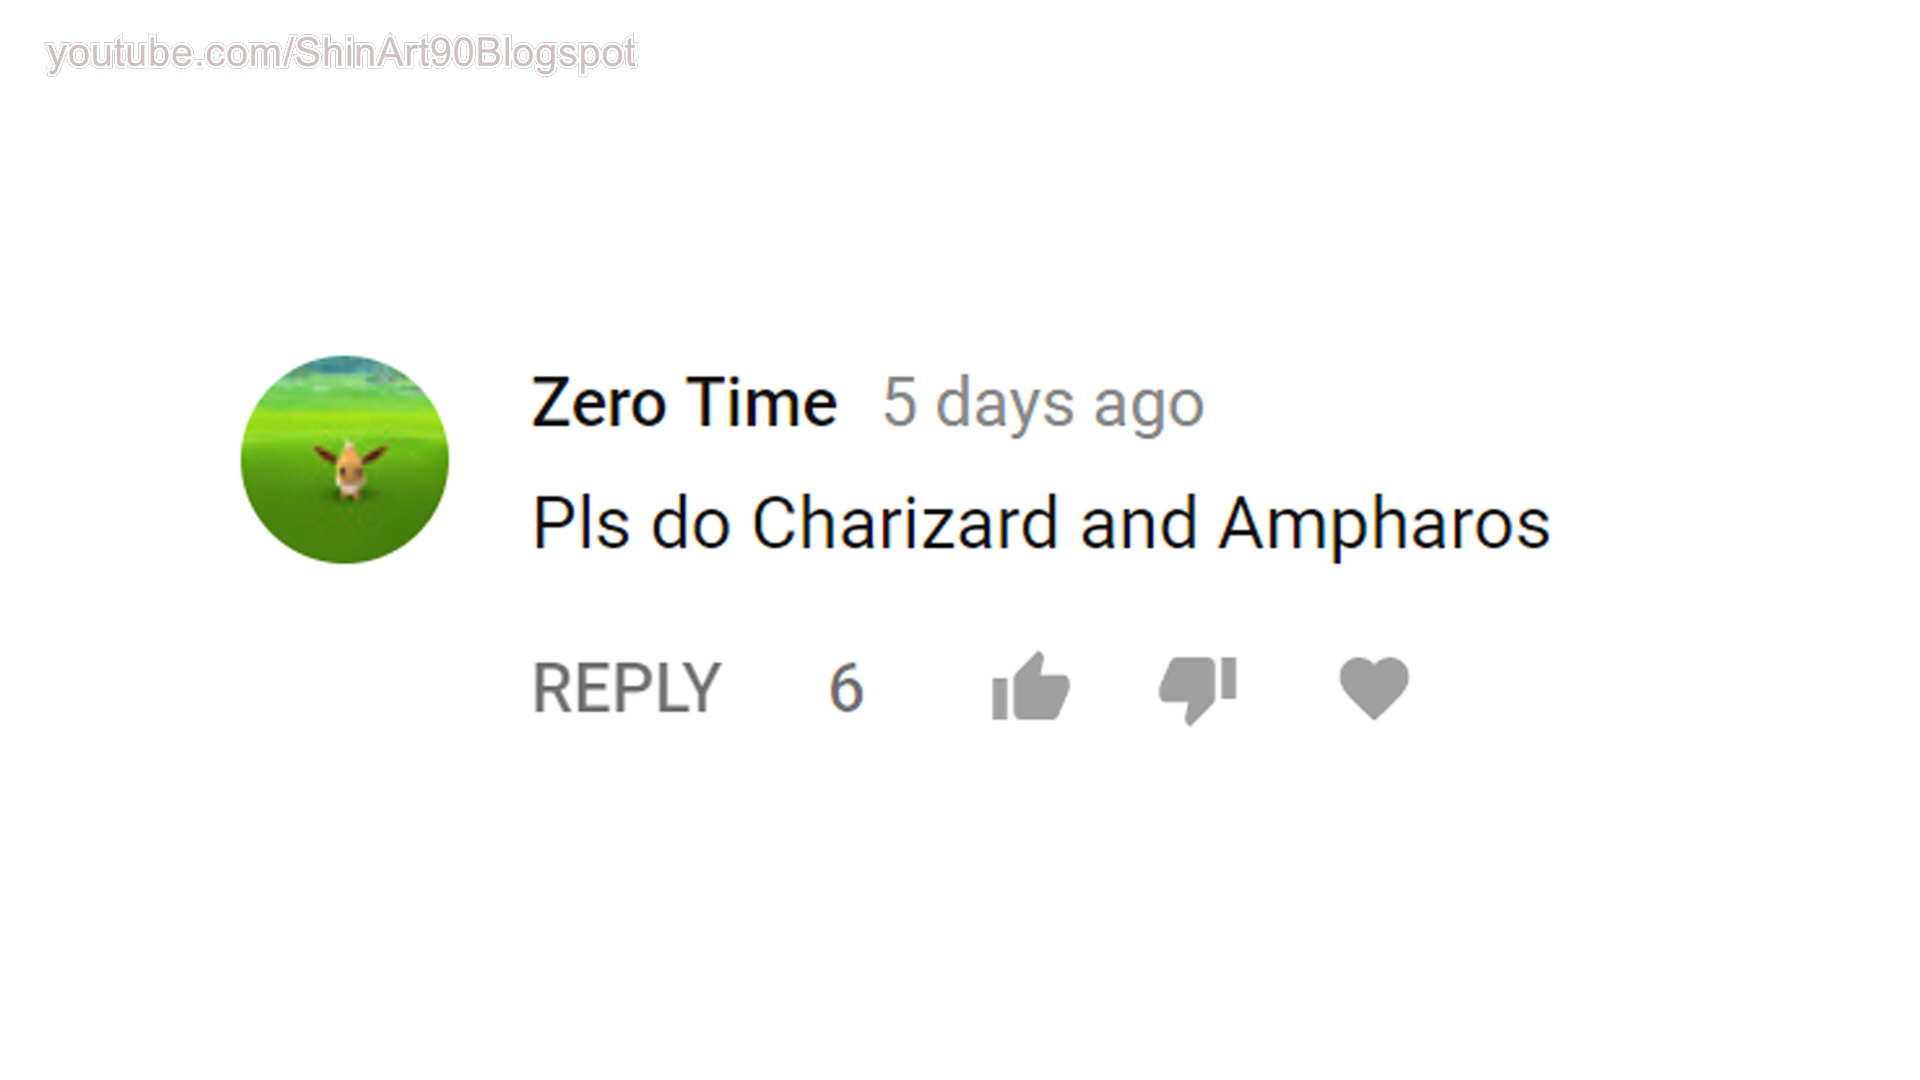 youtube.com/ShinArt90Blogspot
Zero Time 5 days ago
Pls do Charizard and Ampharos
REPLY 6